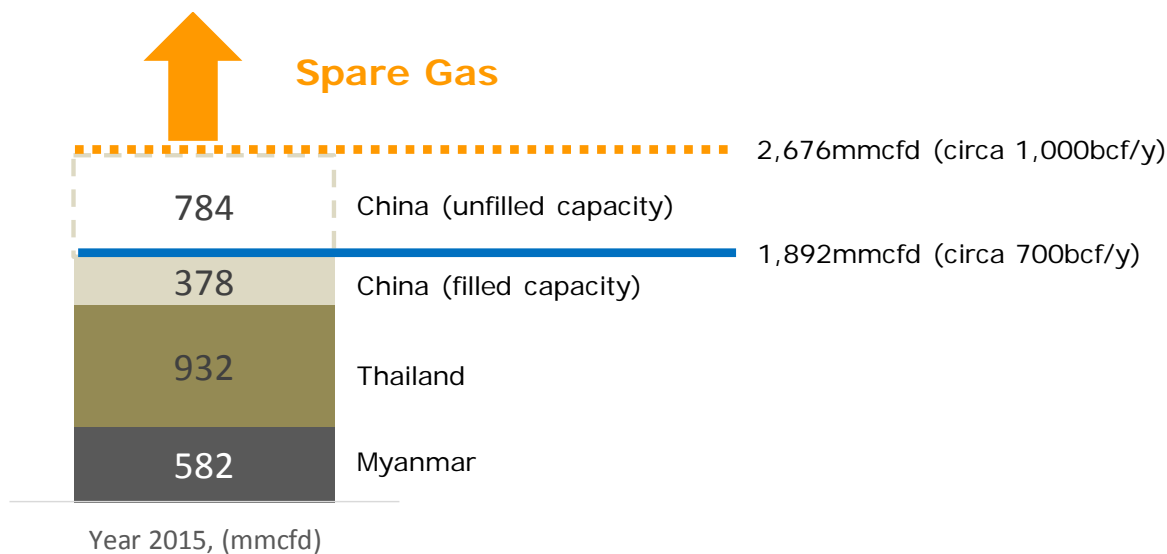 Spare Gas
2,676mmcfd (circa 1,000bcf/y)
784
China (unfilled capacity)
1,892mmcfd (circa 700bcf/y)
378
China (filled capacity)
932
Thailand
582
Myanmar
Year 2015, (mmcfd)